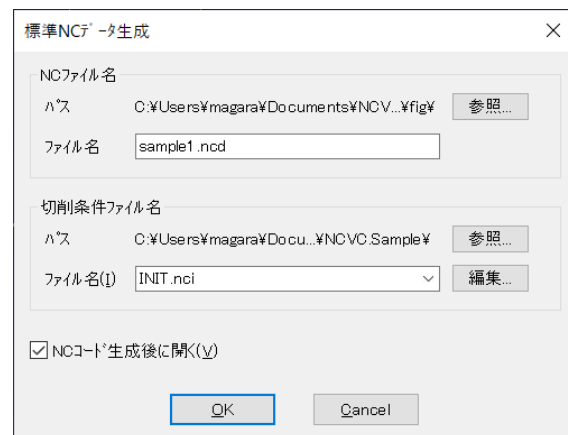 標準NCﾃﾞｰﾀ生成
NCﾌｧｲﾙ名
ﾊﾟｽ C:¥Users¥magara¥Documents¥NCV...¥fig¥ 参照...
ﾌｧｲﾙ名 sample1.ncd
切削条件ﾌｧｲﾙ名
ﾊﾟｽ C:¥Users¥magara¥Docu...¥NCVC.Sample¥ 参照...
ﾌｧｲﾙ名(I) INIT.nci 編集...
NCｺｰﾄﾞ生成後に開く(V)
OK Cancel